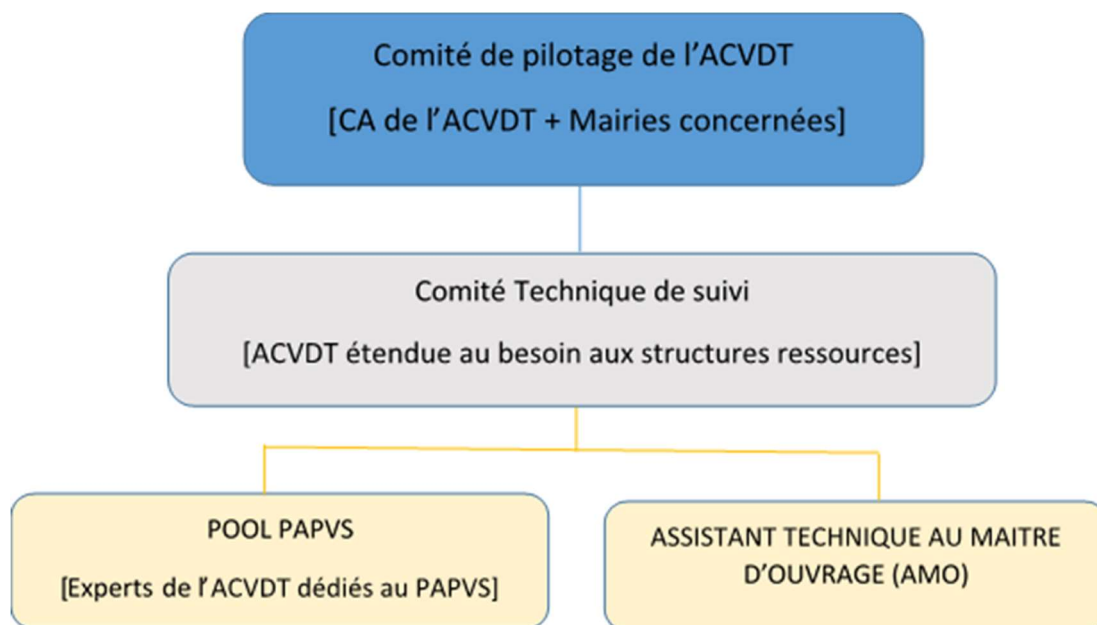 Comité de pilotage de l’ACVDT
[CA de l’ACVDT + Mairies concernées]
Comité Technique de suivi
[ACVDT étendue au besoin aux structures ressources]
POOL PAPVS
[Experts de l’ACVDT dédiés au PAPVS]
ASSISTANT TECHNIQUE AU MAITRE
D’OUVRAGE (AMO)